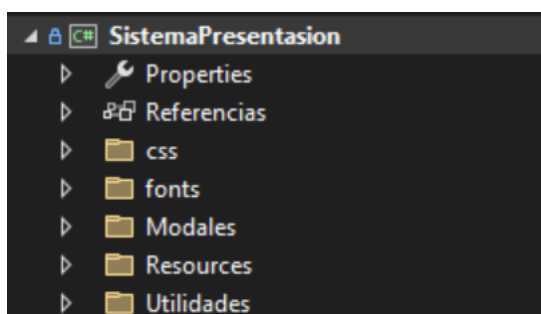 C# SistemaPresentasion
Properties
Referencias
css
fonts
Modales
Resources
Utilidades